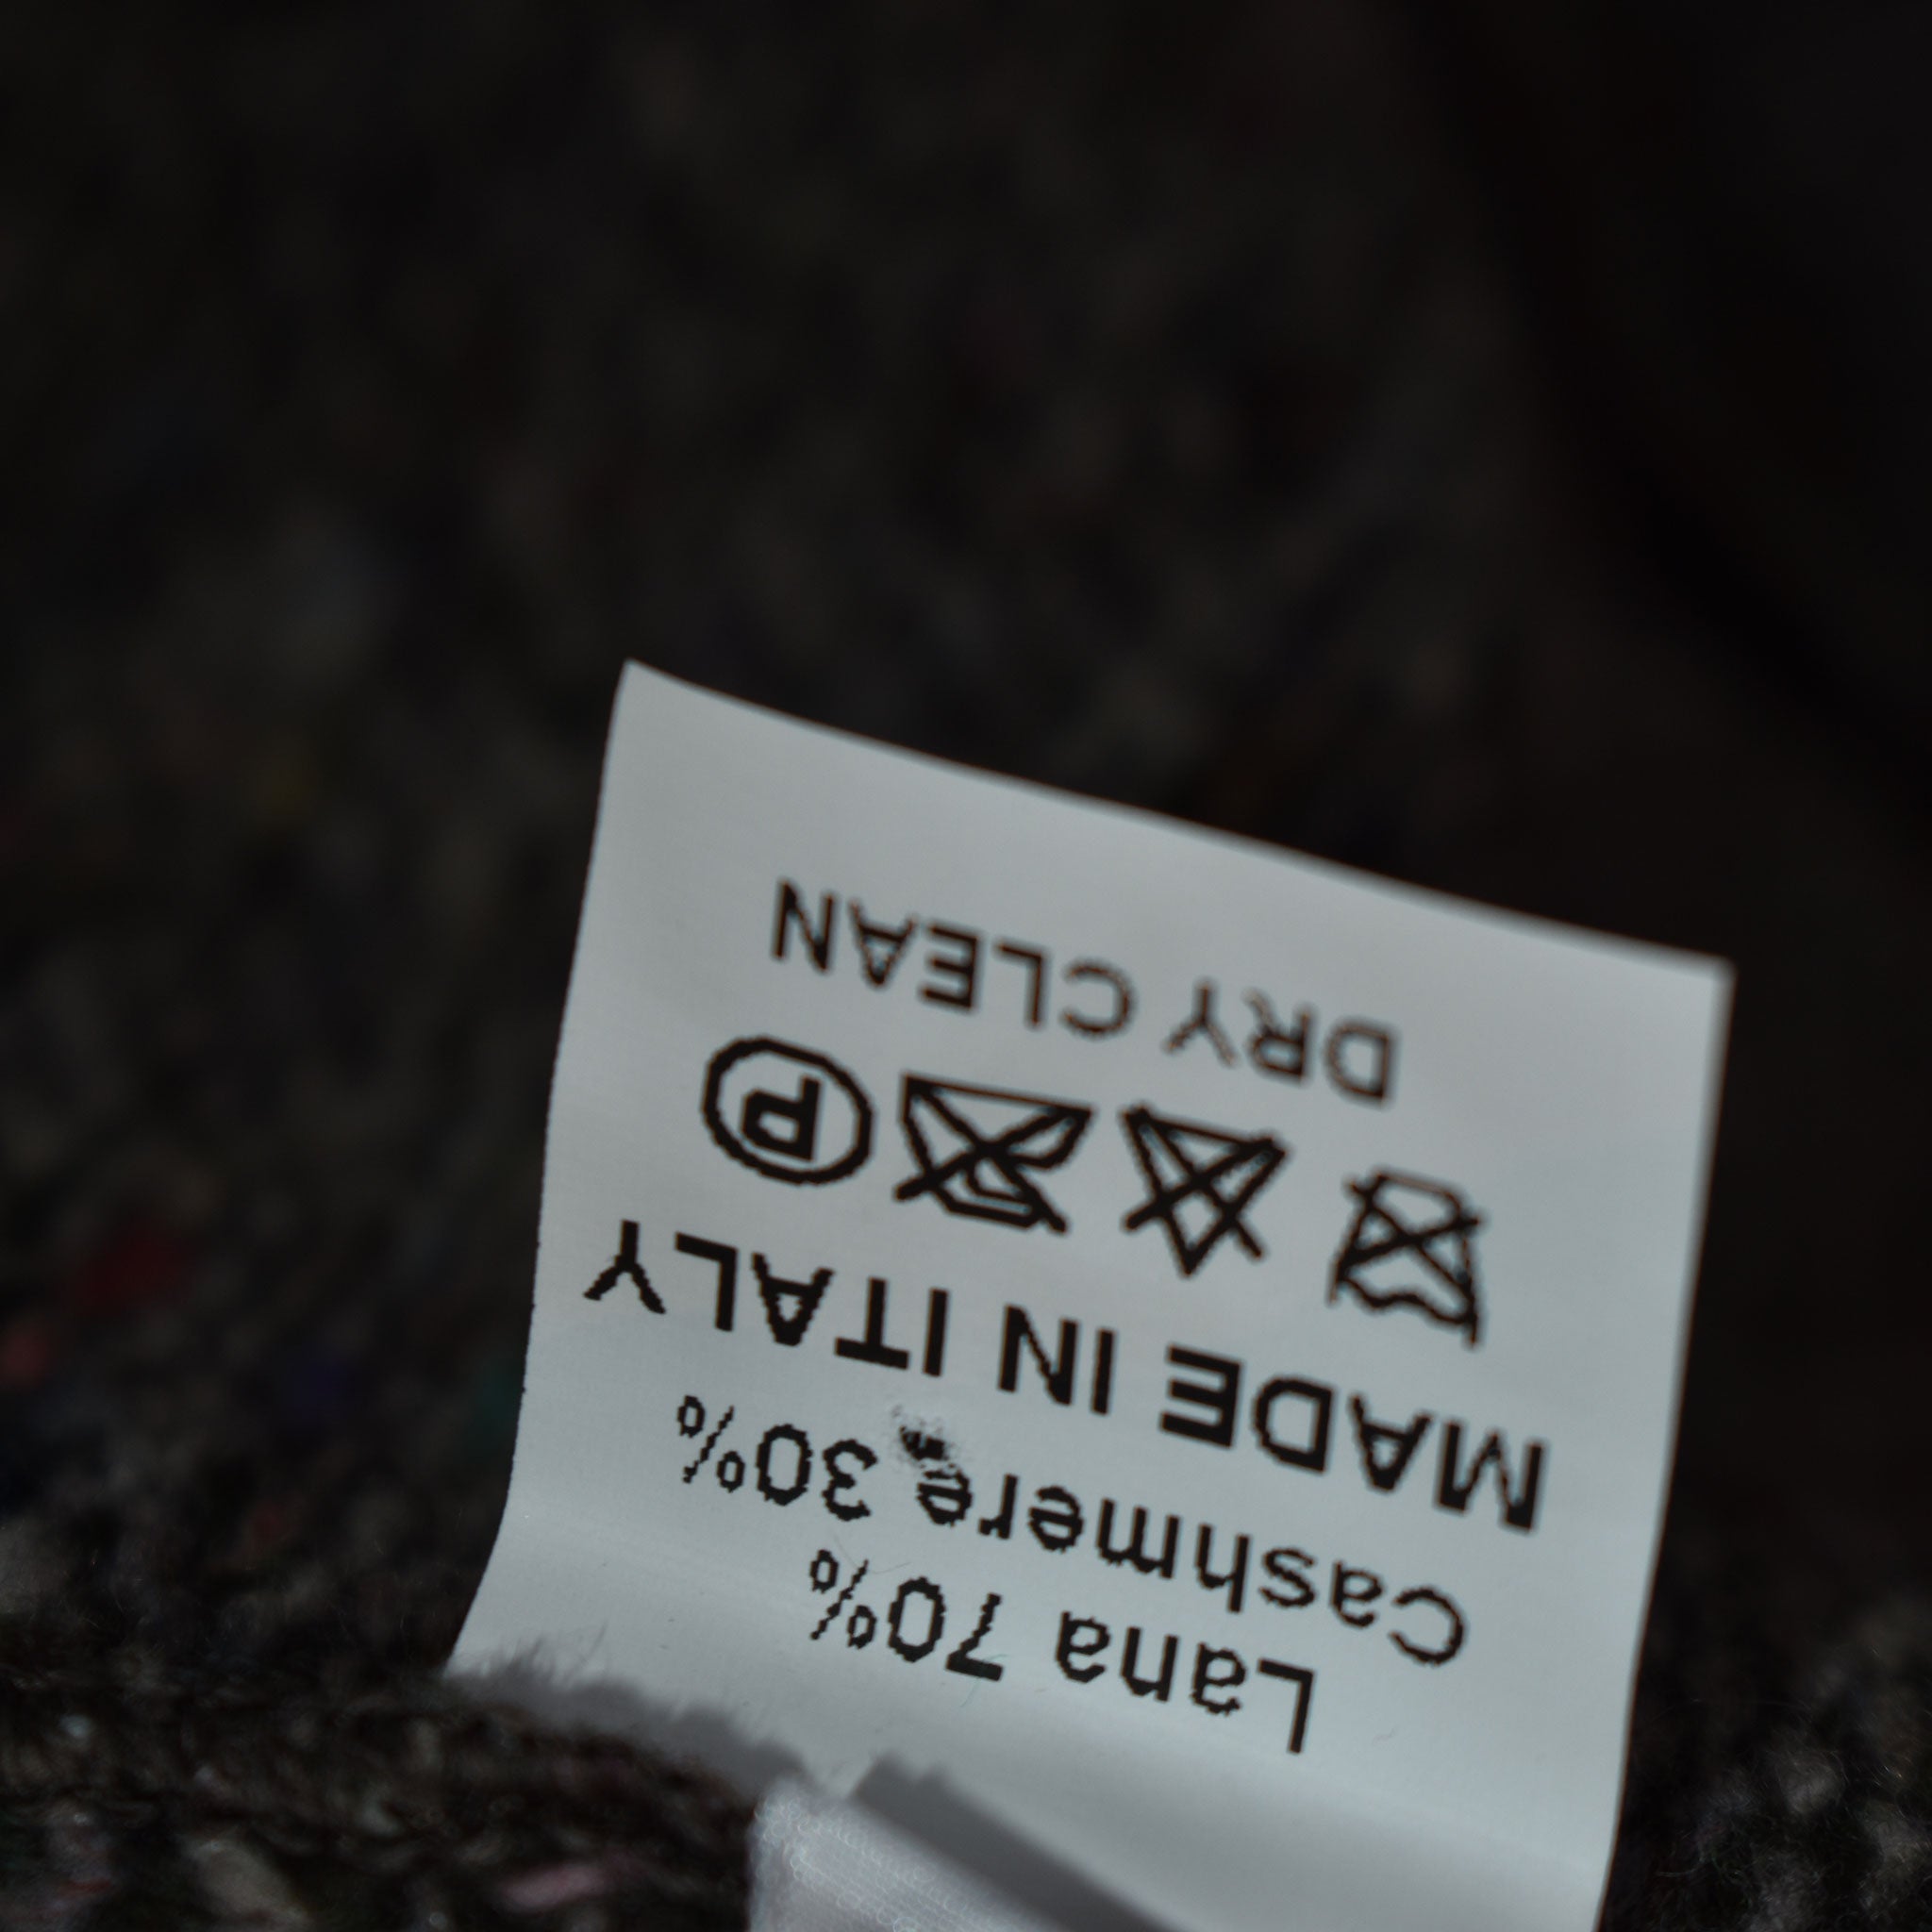 Lana 70%
Cashmere 30%
MADE IN ITALY
P
DRY CLEAN